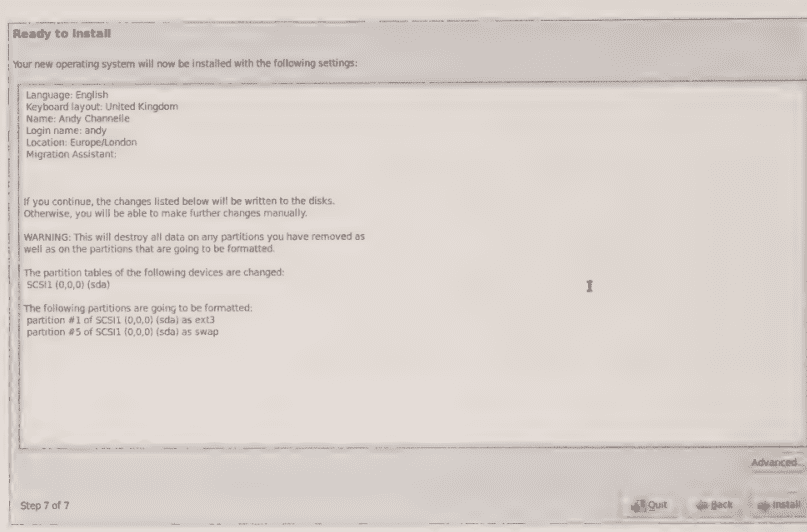 Ready to Install
Your new operating system will now be installed with the following settings:
Language: English
Keyboard layout: United Kingdom
Name: Andy Channelle
Login name: andy
Location: Europe/London
Migration Assistant:
If you continue, the changes listed below will be written to the disks.
Otherwise, you will be able to make further changes manually.
WARNING: This will destroy all data on any partitions you have removed as
well as on the partitions that are going to be formatted.
The partition tables of the following devices are changed:
SCSI1 (0,0,0) (sda)
The following partitions are going to be formatted:
partition #1 of SCSI1 (0,0,0) (sda) as ext3
partition #5 of SCSI1 (0,0,0) (sda) as swap
Advanced...
Step 7 of 7
Quit
Back
Install